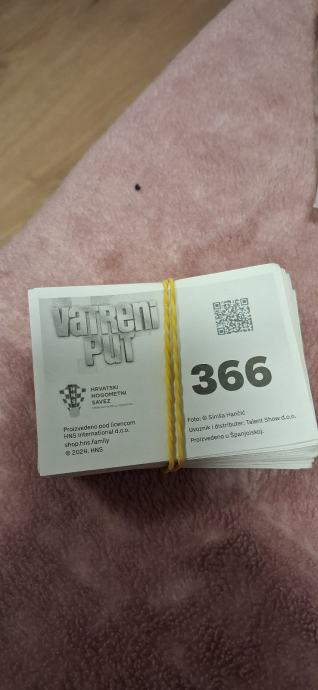 VATRENI
PUT
HRVATSKI
NOGOMETNI
SAVEZ
Proizvedeno pod licencom
HNS International d.o.o.
shop.hns.family
© 2026. HNS
366
Foto: © Siniša Hančić
Uvoznik i distributer: Talent Show d.o.o.
Proizvedeno u Španjolskoj.